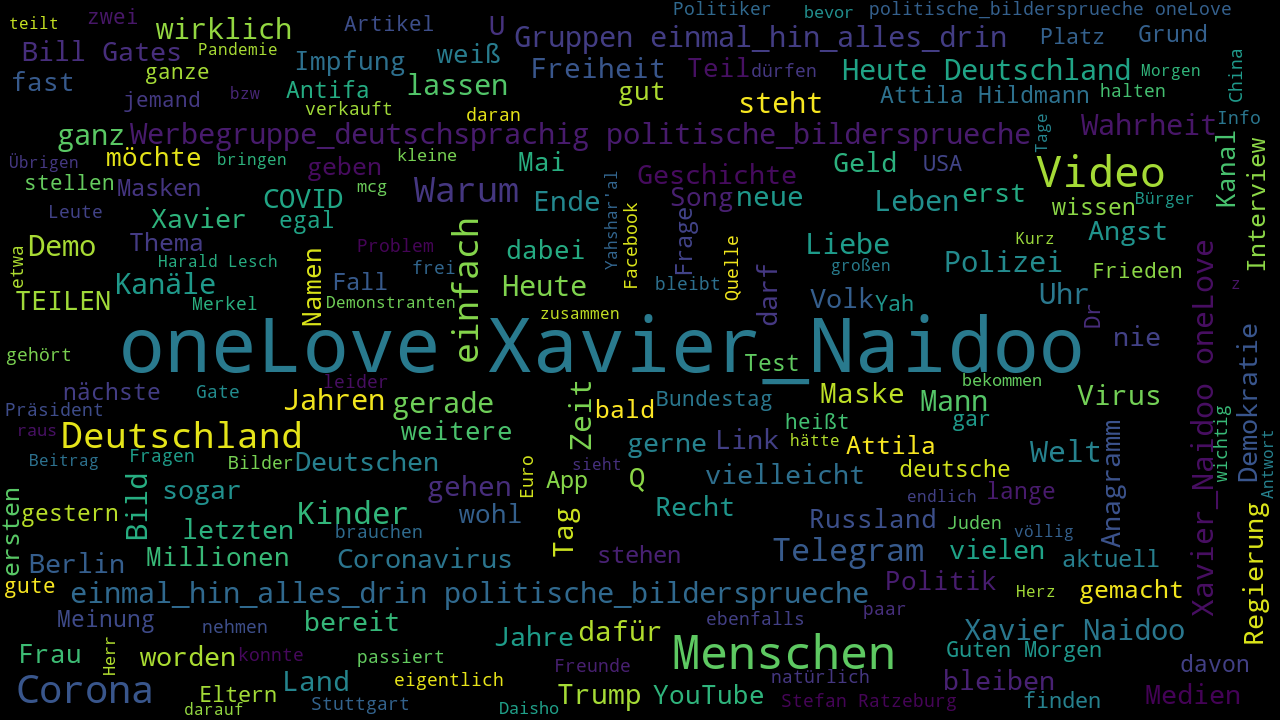 teilt
zwei
wirklich
Artikel
U
Politiker
bevor
politische_bildersprueche oneLove
Bill Gates
Pandemie
Impfung
weiß
Gruppen einmal_hin_alles_drin
Platz
Grund
fast
ganze
Antifa
lassen
Freiheit
Teil
dürfen
Heute Deutschland
Morgen
China
jemand
bzw
verkauft
daran
gut
steht
Attila Hildmann
halten
Info
ganz
Werbegruppe_deutschsprachig politische_bildersprueche
Tage
Wahrheit
Übrigen
möchte
bringen
geben
kleine
Mai
Geschichte
Geld
USA
Video
Kanal
Interview
stellen
Masken
COVID
mcg
Warum
Ende
Yahshar'al
Song
neue
Leben
erst
wissen
Bürger
Leute
Xavier
egal
Facebook
Frage
Angst
etwa
Demo
Thema
Problem
einfach
dabei
Quelle
Liebe
Kurz
Harald Lesch
Namen
frei
großen
Polizei
Frieden
Xavier_Naidoo oneLove
z
TEILEN
Kanäle
Fall
Heute
bleibt
darf
Merkel
Demonstranten
zusammen
Volk
Yah
Uhr
Dr
gehört
oneLove Xavier_Naidoo
Test
nie
Demokratie
nächste
Gate
leider
bekommen
Präsident
Jahren
gerade
Zeit
bald
Bundestag
Maske
Mann
Virus
raus
Deutschland
weitere
heißt
gar
wichtig
Antwort
Beitrag
Fragen
Bilder
Deutschen
Euro
sieht
gerne
Link
hätte
Attila
Welt
Anagramm
ersten
Bild
sogar
gehen
App
Q
vielleicht
deutsche
endlich
lange
gestern
letzten
Kinder
brauchen
wohl
Tag
Recht
Russland
Juden
völlig
Regierung
Berlin
Millionen
Coronavirus
stehen
Telegram
vielen
aktuell
gute
einmal_hin_alles_drin politische_bildersprueche
Politik
Herz
gemacht
Meinung
nehmen
bereit
Jahre
dafür
ebenfalls
paar
Xavier Naidoo
Frau
Herr
worden
konnte
passiert
Freunde
Menschen
natürlich
Guten Morgen
davon
Corona
Eltern
darauf
Land
eigentlich
Stuttgart
Daisho
Trump
YouTube
Stefan Ratzeburg
bleiben
finden
Medien